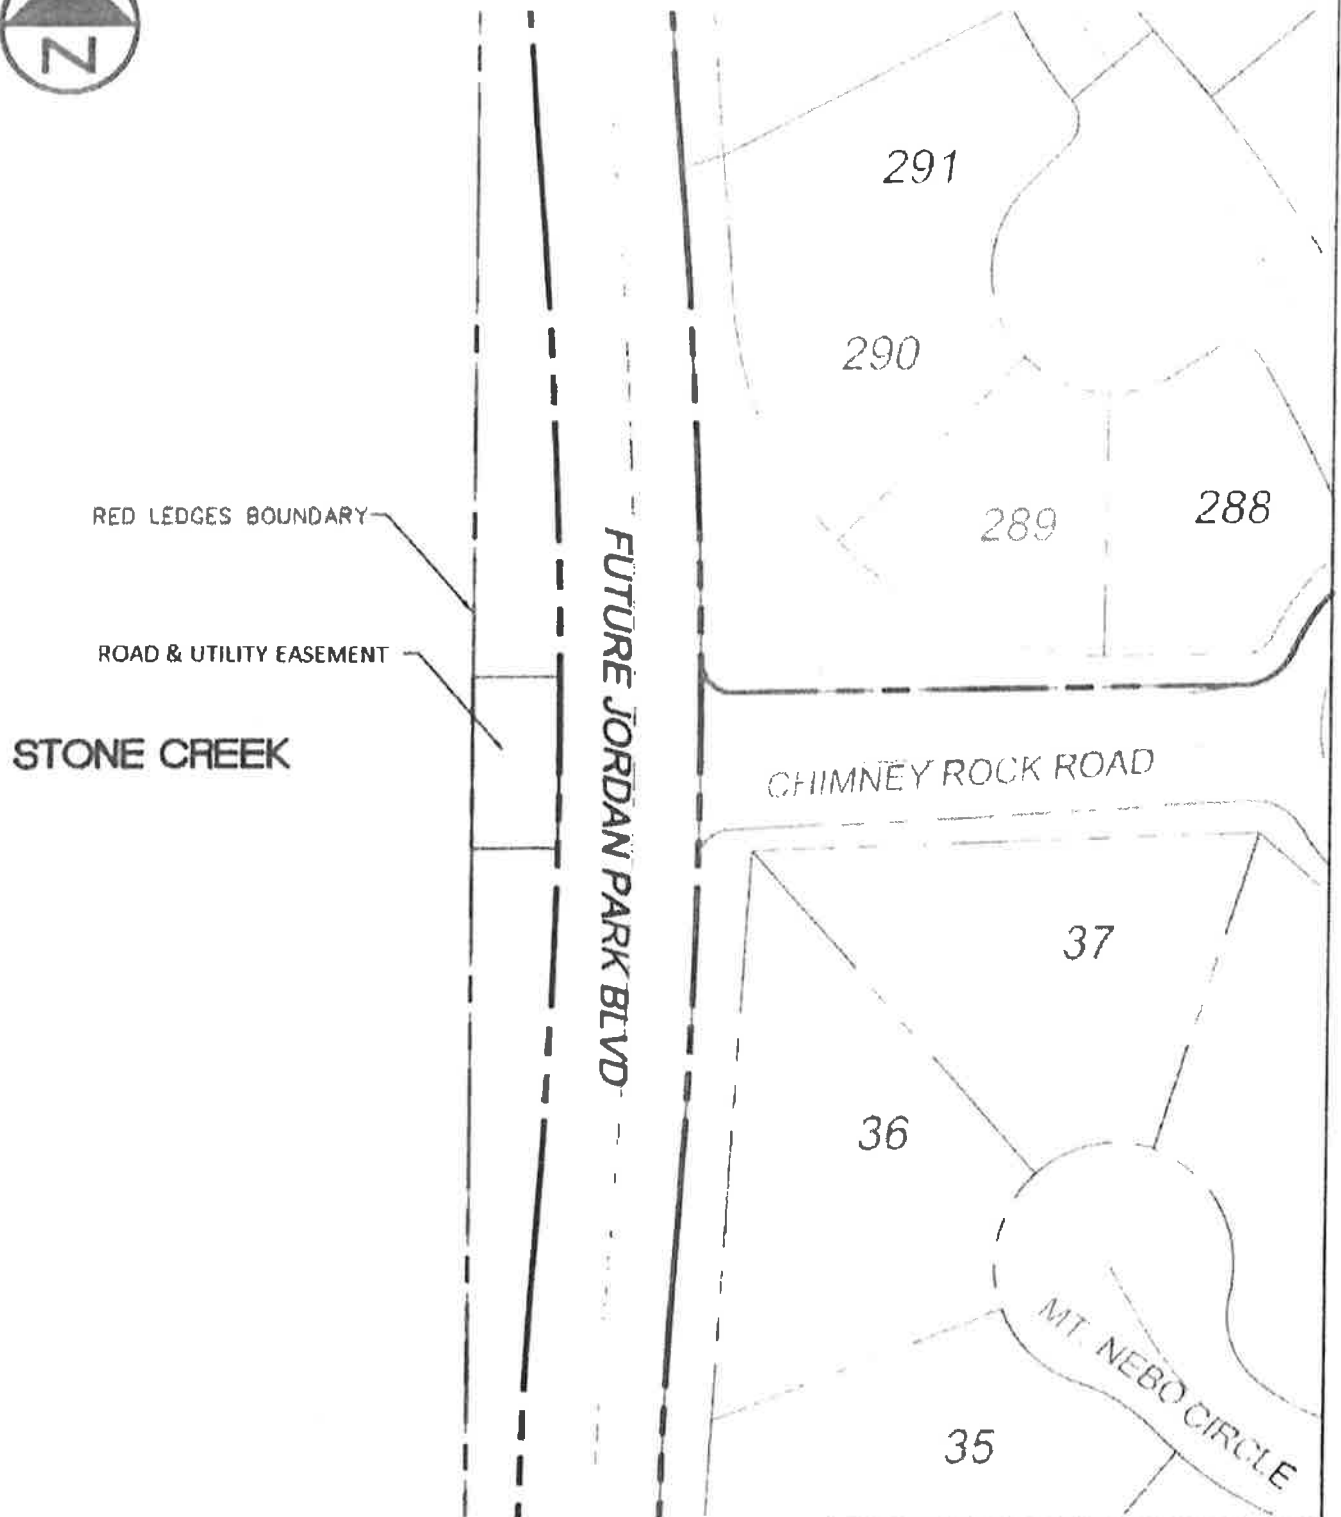 N
291
290
RED LEDGES BOUNDARY
289
288
ROAD & UTILITY EASEMENT
STONE CREEK
FUTURE JORDAN PARK BLVD
CHIMNEY ROCK ROAD
37
36
MT. NEBO CIRCLE
35